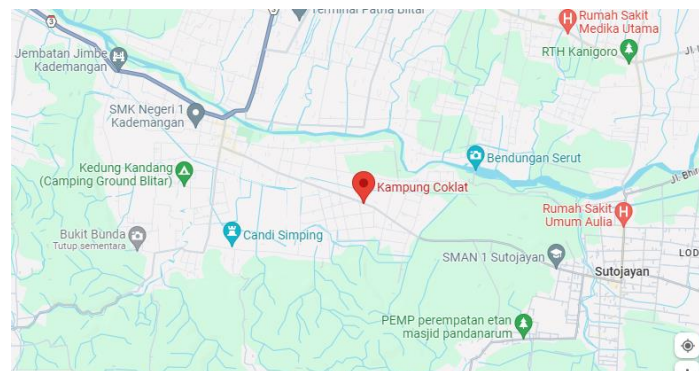 Terminal Patria Blitar
3
3
Rumah Sakit
Medika Utama
Jembatan Jimbe
Kademangan
RTH Kanigoro
SMK Negeri 1
Kademangan
Bendungan Serut
Kedung Kandang
(Camping Ground Blitar)
Kampung Coklat
Rumah Sakit
Umum Aulia
Bukit Bunda
Tutup sementara
Candi Simping
SMAN 1 Sutojayan
LOD
Sutojayan
PEMP perempatan etan
masjid pandanarum